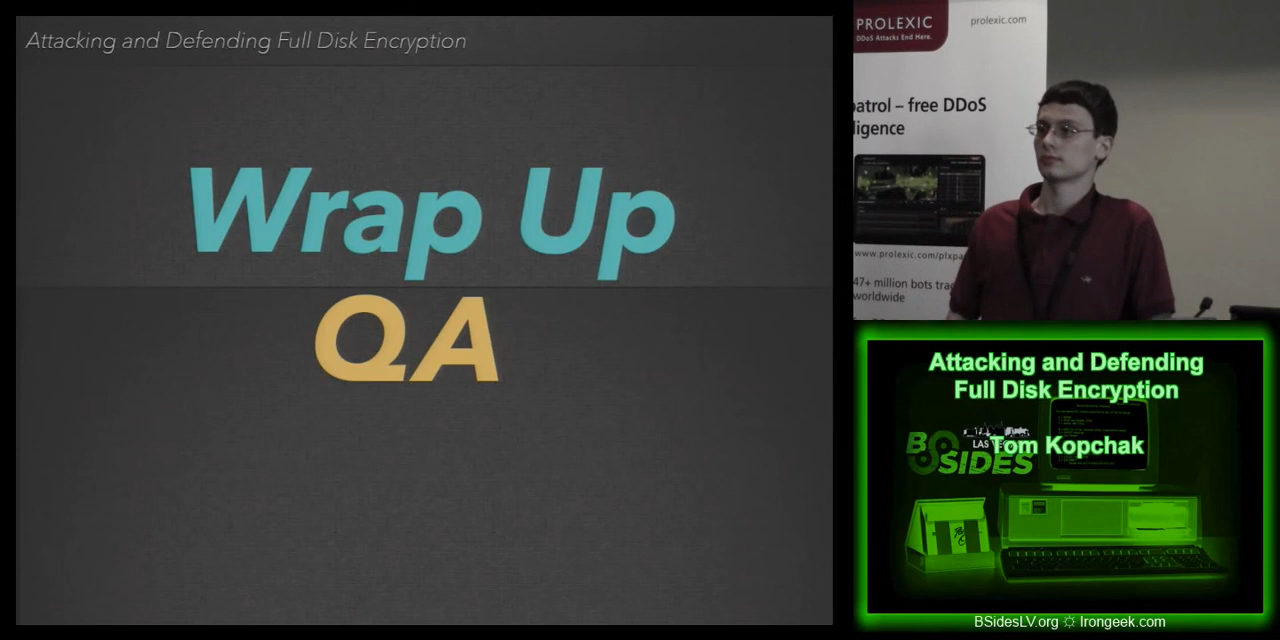 Attacking and Defending Full Disk Encryption
Wrap Up
QA
PROLEXIC
DDoS Attacks End Here.
prolexic.com
patrol – free DDoS
ligence
www.prolexic.com/plxpa
47+ million bots tra
worldwide
Attacking and Defending
Full Disk Encryption
Tom Kopchak
BSIDES
LAS
BSidesLV.org ☼ Irongeek.com